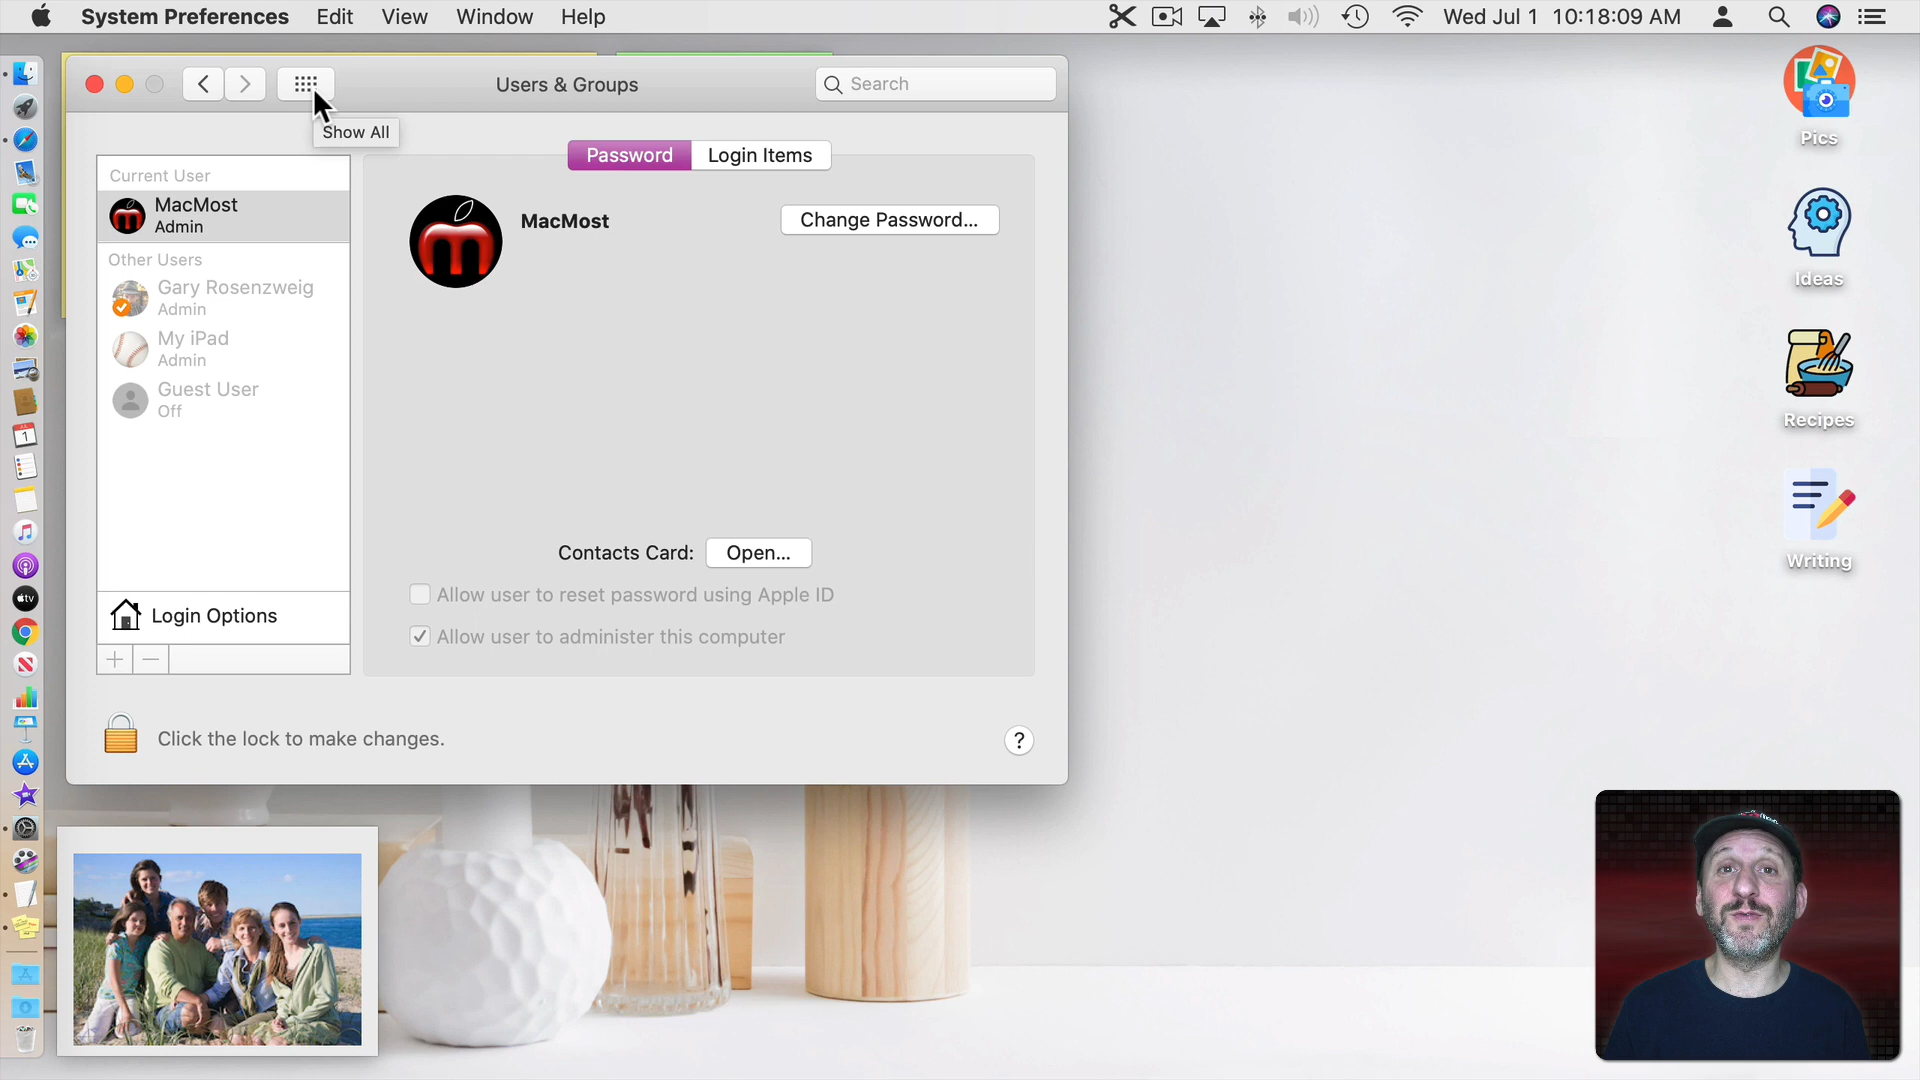 System Preferences Edit View Window Help Wed Jul 1 10:18:09 AM
Users & Groups
Search
Show All
Password Login Items
Current User
MacMost
Admin
Other Users
Gary Rosenzweig
Admin
My iPad
Admin
Guest User
Off
Login Options
MacMost
Change Password...
Contacts Card: Open...
Allow user to reset password using Apple ID
Allow user to administer this computer
Click the lock to make changes.
?
Pics
Ideas
Recipes
Writing
tv
1